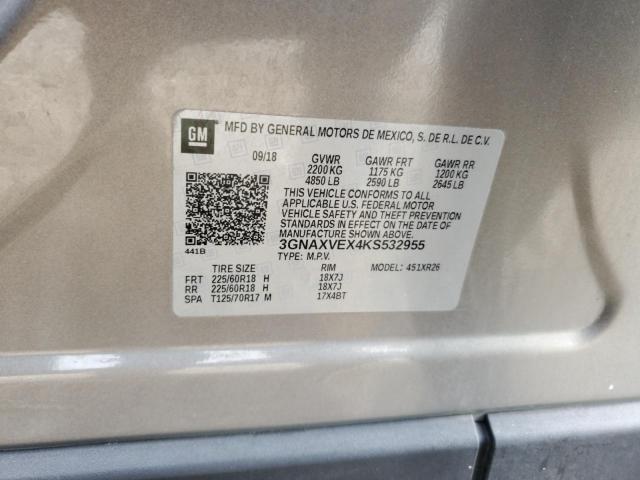 GM
MFD BY GENERAL MOTORS DE MEXICO, S. DE R.L. DE C.V.
09/18 GVWR GAWR FRT GAWR RR
2200 KG 1175 KG 1200 KG
4850 LB 2590 LB 2645 LB
THIS VEHICLE CONFORMS TO ALL
APPLICABLE U.S. FEDERAL MOTOR
VEHICLE SAFETY AND THEFT PREVENTION
STANDARDS IN EFFECT ON THE DATE OF
MANUFACTURE SHOWN ABOVE.
3GNAXVEX4KS532955
441B
TYPE: M.P.V. MODEL: 451XR26
TIRE SIZE RIM
FRT 225/60R18 H 18X7J
RR 225/60R18 H 18X7J
SPA T125/70R17 M 17X4BT